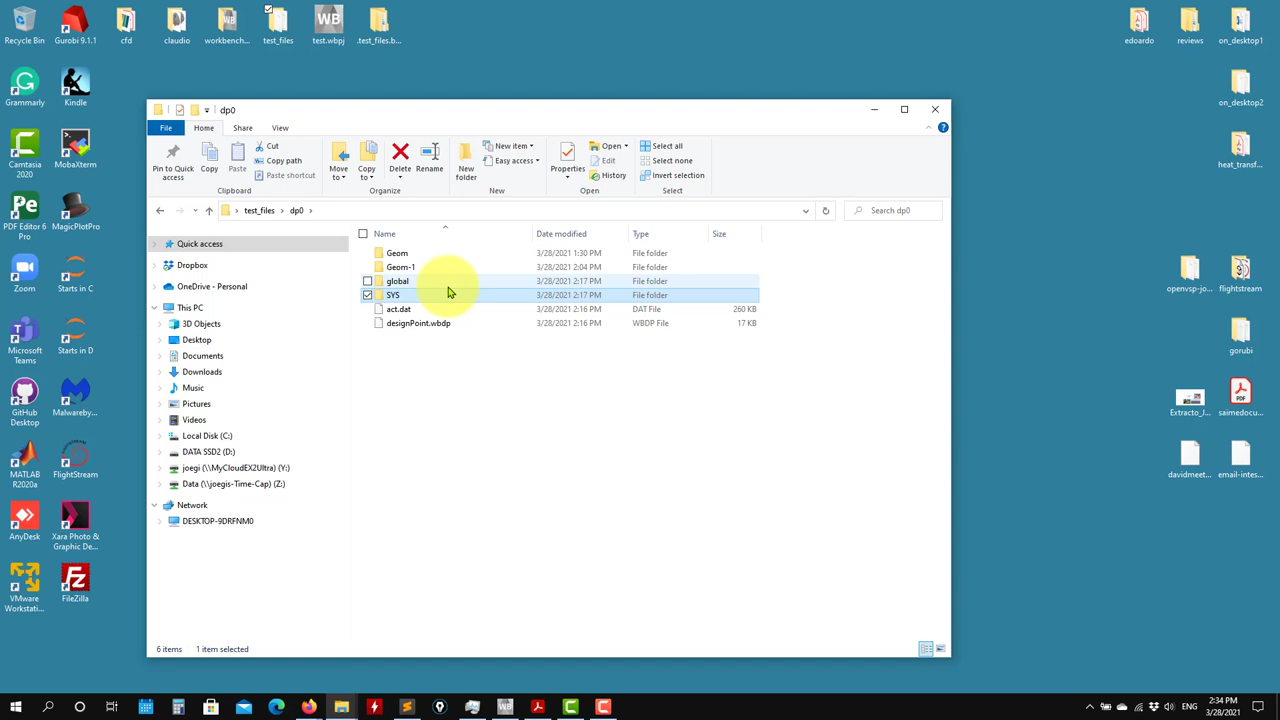 Recycle Bin
Gurobi 9.1.1
cfd
claudio
workbench...
test_files
test.wbpj
.test_files.b...
edoardo
reviews
on_desktop1
Grammarly
Kindle
on_desktop2
Camtasia 2020
MobaXterm
heat_transf...
PDF Editor 6 Pro
MagicPlotPro
Zoom
Starts in C
openvsp-jo...
flightstream
Microsoft Teams
Starts in D
gorubi
GitHub Desktop
Malwareby...
Extracto_I...
saimedocu...
MATLAB R2020a
FlightStream
davidmeet...
email-intes...
AnyDesk
Xara Photo & Graphic De...
VMware Workstati...
FileZilla
dp0
File Home Share View
Pin to Quick access
Copy
Paste
Cut
Copy path
Paste shortcut
Clipboard
Move to
Copy to
Delete
Rename
Organize
New folder
New item
Easy access
New
Properties
Open
Edit
History
Open
Select all
Select none
Invert selection
Select
test_files dp0
Search dp0
Name Date modified Type Size
Geom 3/28/2021 1:30 PM File folder
Geom-1 3/28/2021 2:04 PM File folder
global 3/28/2021 2:17 PM File folder
SYS 3/28/2021 2:17 PM File folder
act.dat 3/28/2021 2:16 PM DAT File 260 KB
designPoint.wbdp 3/28/2021 2:16 PM WBDP File 17 KB
Quick access
Dropbox
OneDrive - Personal
This PC
3D Objects
Desktop
Documents
Downloads
Music
Pictures
Videos
Local Disk (C:)
DATA SSD2 (D:)
joegi (\\MyCloudEX2Ultra) (Y:)
Data (\\joegis-Time-Cap) (Z:)
Network
DESKTOP-9DRFNM0
6 items 1 item selected
2:34 PM
3/28/2021